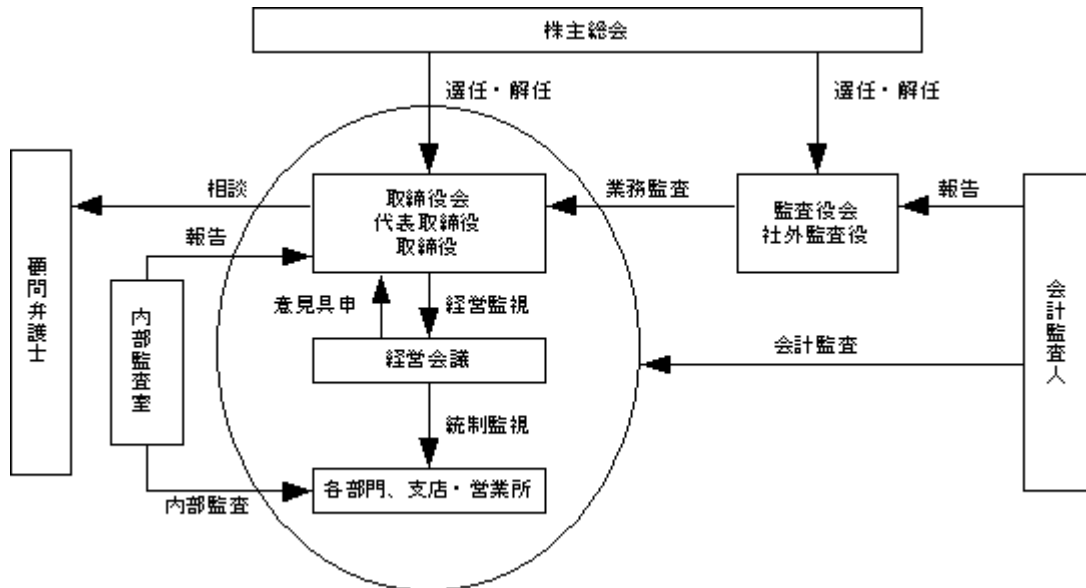 株主総会
選任・解任
選任・解任
相談
取締役会
代表取締役
取締役
業務監査
監査役会
社外監査役
報告
報告
顧問弁護士
内部監査室
意見具申
経営監視
経営会議
会計監査
会計監査人
統制監視
各部門、支店・営業所
内部監査